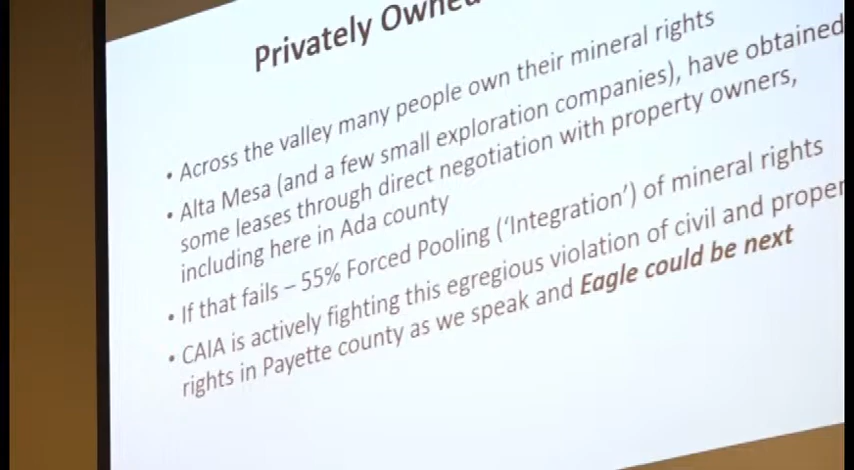 Privately Owned
• Across the valley many people own their mineral rights
• Alta Mesa (and a few small exploration companies), have obtained
some leases through direct negotiation with property owners,
including here in Ada county
• If that fails – 55% Forced Pooling ('Integration') of mineral rights
• CAIA is actively fighting this egregious violation of civil and proper
rights in Payette county as we speak and Eagle could be next